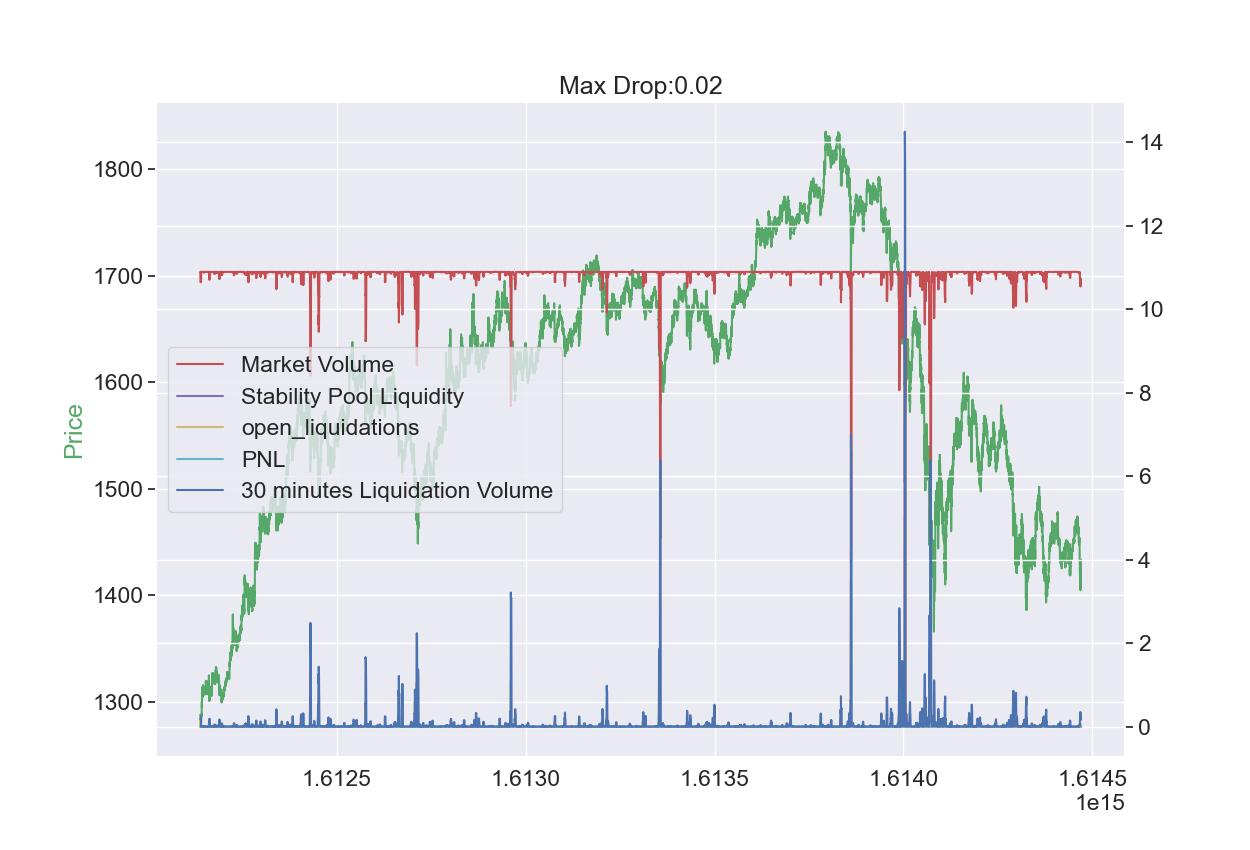 Max Drop:0.02
1800
1700
1600
1500
1400
1300
Price
14
12
10
8
6
4
2
0
Market Volume
Stability Pool Liquidity
open_liquidations
PNL
30 minutes Liquidation Volume
1.6125
1.6130
1.6135
1.6140
1.6145
1e15